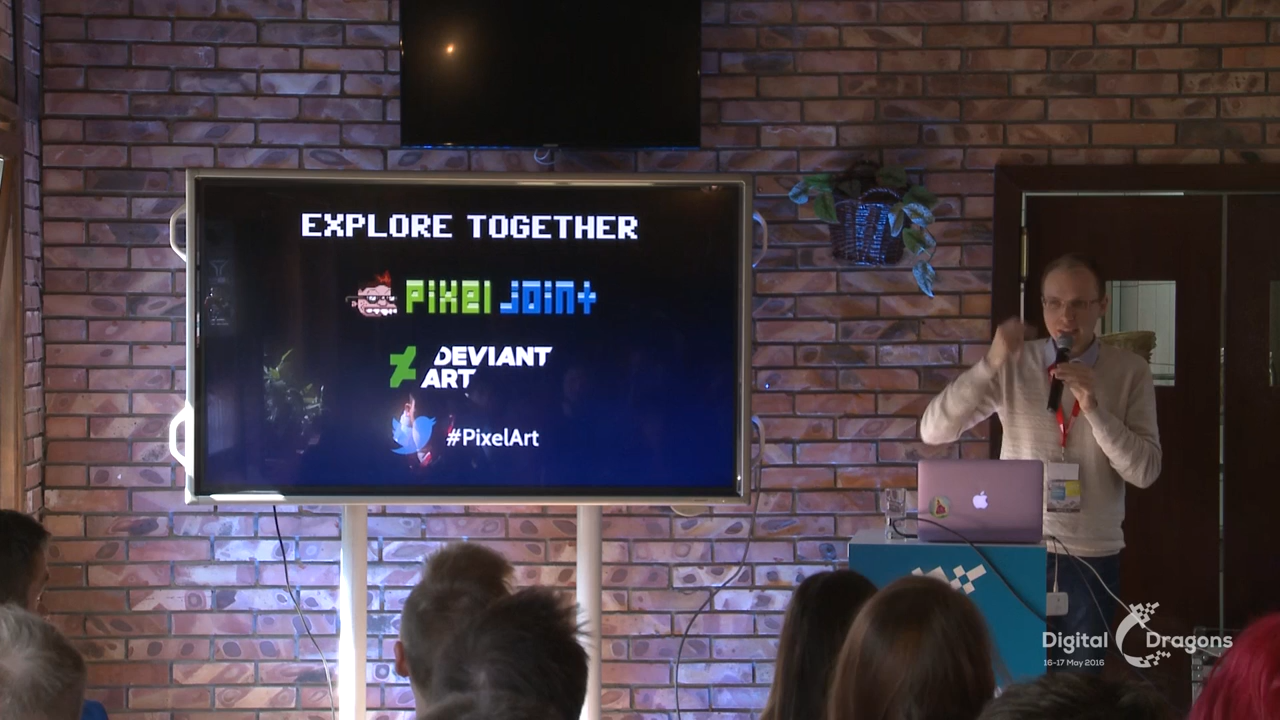 EXPLORE TOGETHER
PiXEL JOiNt
DEVIANT
ART
#PixelArt
Digital Dragons
16-17 May 2016